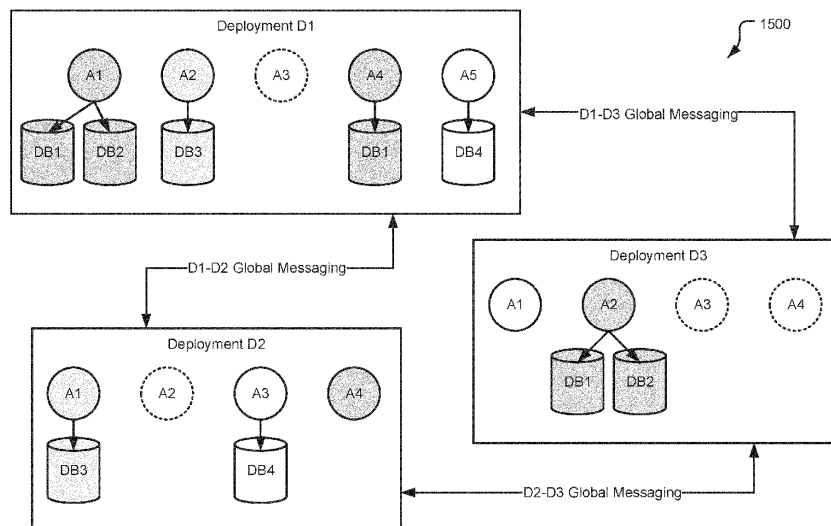 Deployment D1
1500
A1
A2
A3
A4
A5
DB1
DB2
DB3
DB1
DB4
D1-D3 Global Messaging
D1-D2 Global Messaging
Deployment D3
A1
A2
A3
A4
DB1
DB2
Deployment D2
A1
A2
A3
A4
DB3
DB4
D2-D3 Global Messaging